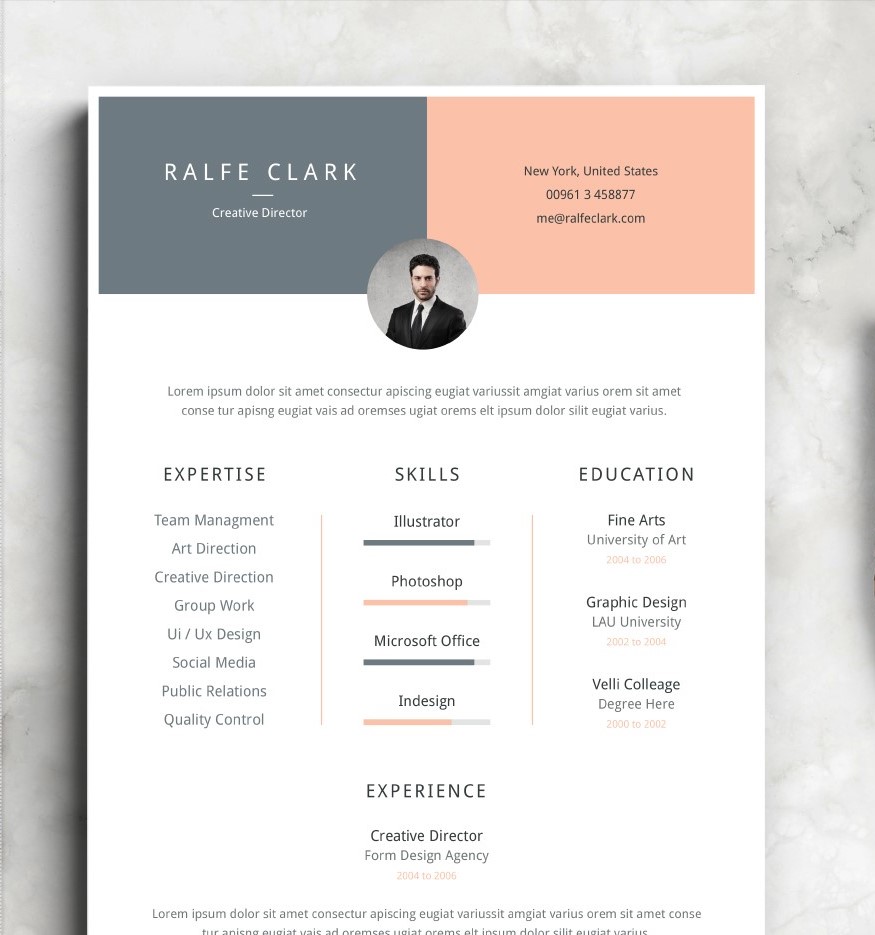 RALFE CLARK
Creative Director
New York, United States
00961 3 458877
me@ralfeclark.com
Lorem ipsum dolor sit amet consectur apiscing eugiat variussit amgiat varius orem sit amet
conse tur apisng eugiat vais ad oremses ugiat orems elt ipsum dolor silit eugiat varius.
EXPERTISE
Team Managment
Art Direction
Creative Direction
Group Work
Ui / Ux Design
Social Media
Public Relations
Quality Control
SKILLS
Illustrator
Photoshop
Microsoft Office
Indesign
EDUCATION
Fine Arts
University of Art
2004 to 2006
Graphic Design
LAU University
2002 to 2004
Velli Colleage
Degree Here
2000 to 2002
EXPERIENCE
Creative Director
Form Design Agency
2004 to 2006
Lorem ipsum dolor sit amet consectur apiscing eugiat variussit amgiat varius orem sit amet conse
tur apisng eugiat vais ad oremses ugiat orems elt ipsum dolor silit eugiat varius.